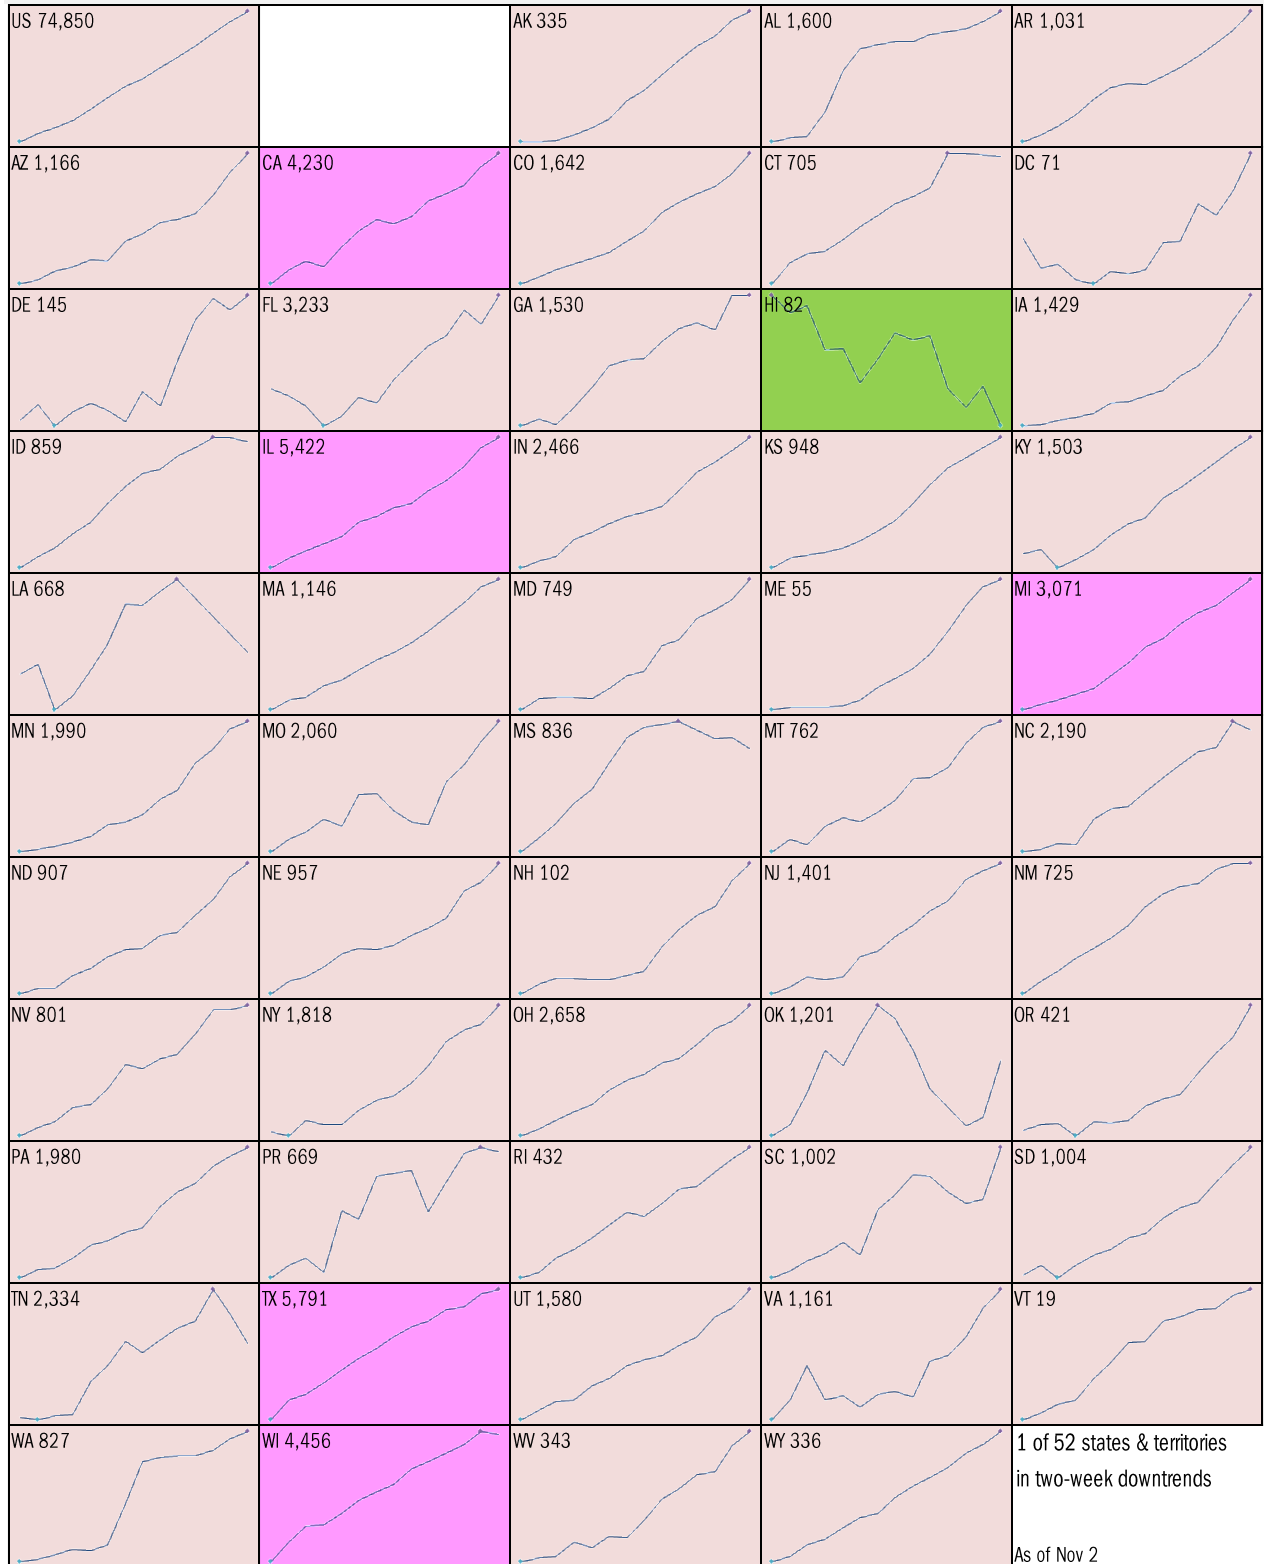 US 74,850
AK 335
AL 1,600
AR 1,031
AZ 1,166
CA 4,230
CO 1,642
CT 705
DC 71
DE 145
FL 3,233
GA 1,530
HI 82
IA 1,429
ID 859
IL 5,422
IN 2,466
KS 948
KY 1,503
LA 668
MA 1,146
MD 749
ME 55
MI 3,071
MN 1,990
MO 2,060
MS 836
MT 762
NC 2,190
ND 907
NE 957
NH 102
NJ 1,401
NM 725
NV 801
NY 1,818
OH 2,658
OK 1,201
OR 421
PA 1,980
PR 669
RI 432
SC 1,002
SD 1,004
TN 2,334
TX 5,791
UT 1,580
VA 1,161
VT 19
WA 827
WI 4,456
WV 343
WY 336
1 of 52 states & territories
in two-week downtrends
As of Nov 2